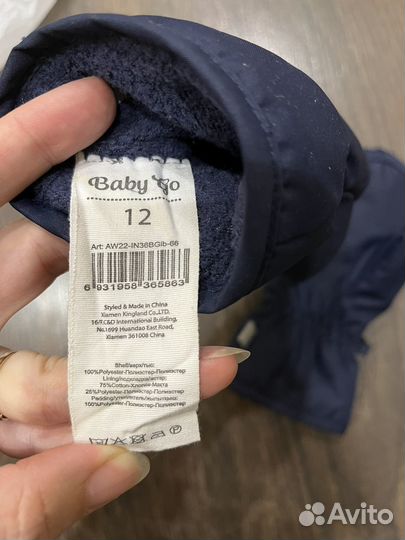 Baby Go
12
Art: AW22-IN36BGib-66
6 931958 365863
Styled & Made in China
Xiamen Kingland Co.,LTD.
16/F,C&D International Building,
No.1699 Huandao East Road,
Xiamen 361008 China
Shell/верх/тыс:
100%Polyester-Полиэстер-Полиэстер
Lining/подкладка/астар:
75%Cotton-Хлопок-Мақта
25%Polyester-Полиэстер-Полиэстер
Padding/утеплитель/жылытқыш:
100%Polyester-Полиэстер-Полиэстер
Avito